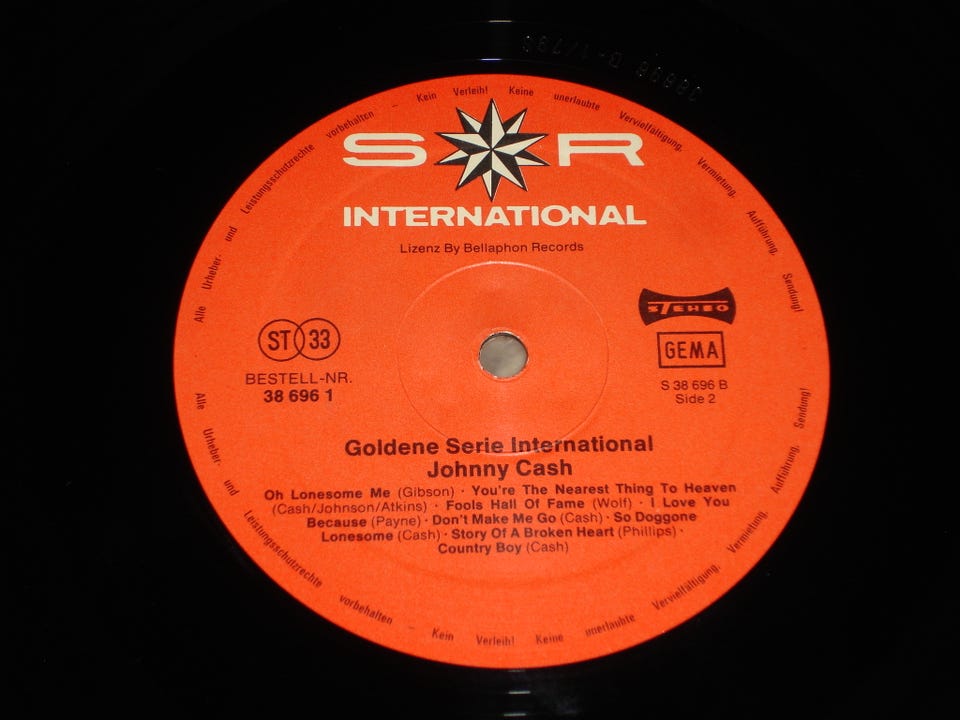 S R
INTERNATIONAL
Lizenz By Bellaphon Records
ST 33
BESTELL-NR.
38 696 1
STEREO
GEMA
S 38 696 B
Side 2
Goldene Serie International
Johnny Cash
Oh Lonesome Me (Gibson) · You're The Nearest Thing To Heaven
(Cash/Johnson/Atkins) · Fools Hall Of Fame (Wolf) · I Love You
Because (Payne) · Don't Make Me Go (Cash) · So Doggone
Lonesome (Cash) · Story Of A Broken Heart (Phillips) ·
Country Boy (Cash)
Alle Urheber- und Leistungsschutzrechte vorbehalten – Kein Verleih! Keine unerlaubte Vervielfältigung, Vermietung, Aufführung, Sendung!
Alle Urheber- und Leistungsschutzrechte vorbehalten – Kein Verleih! Keine unerlaubte Vervielfältigung, Vermietung, Aufführung, Sendung!